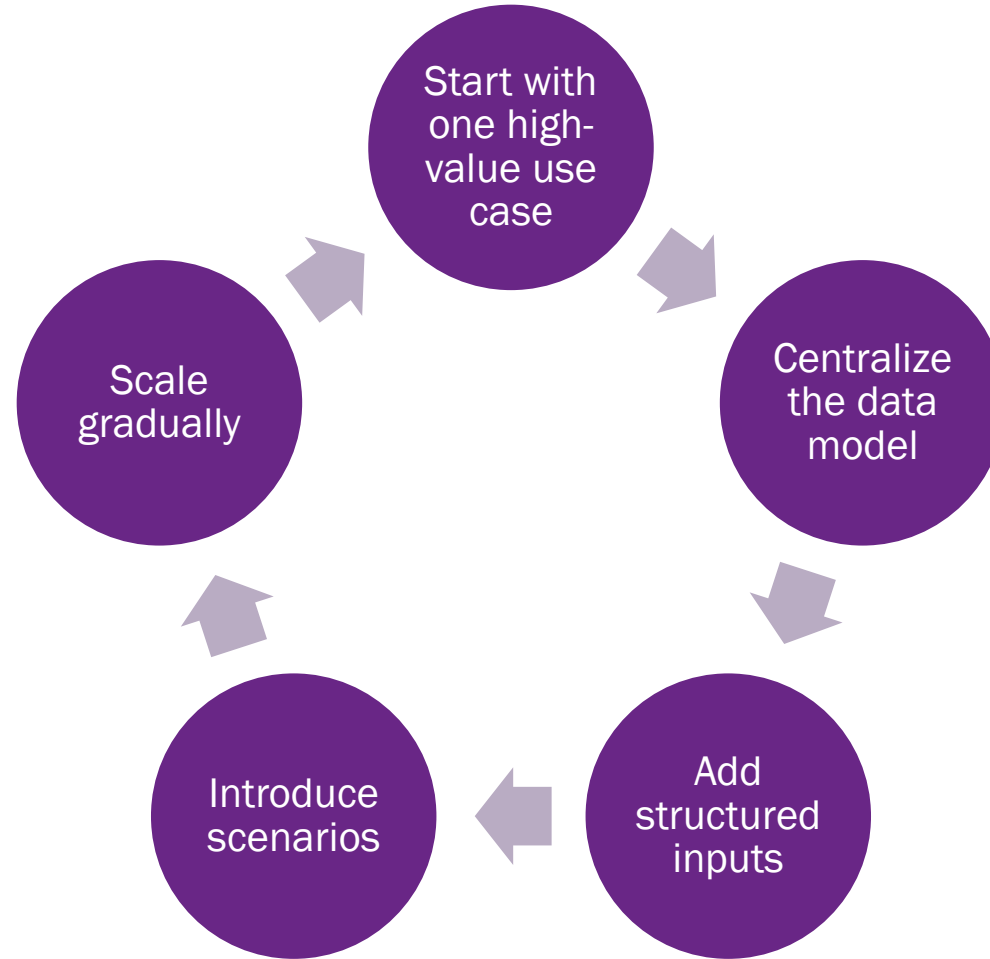 Start with
one high-
value use
case
Centralize
the data
model
Add
structured
inputs
Introduce
scenarios
Scale
gradually